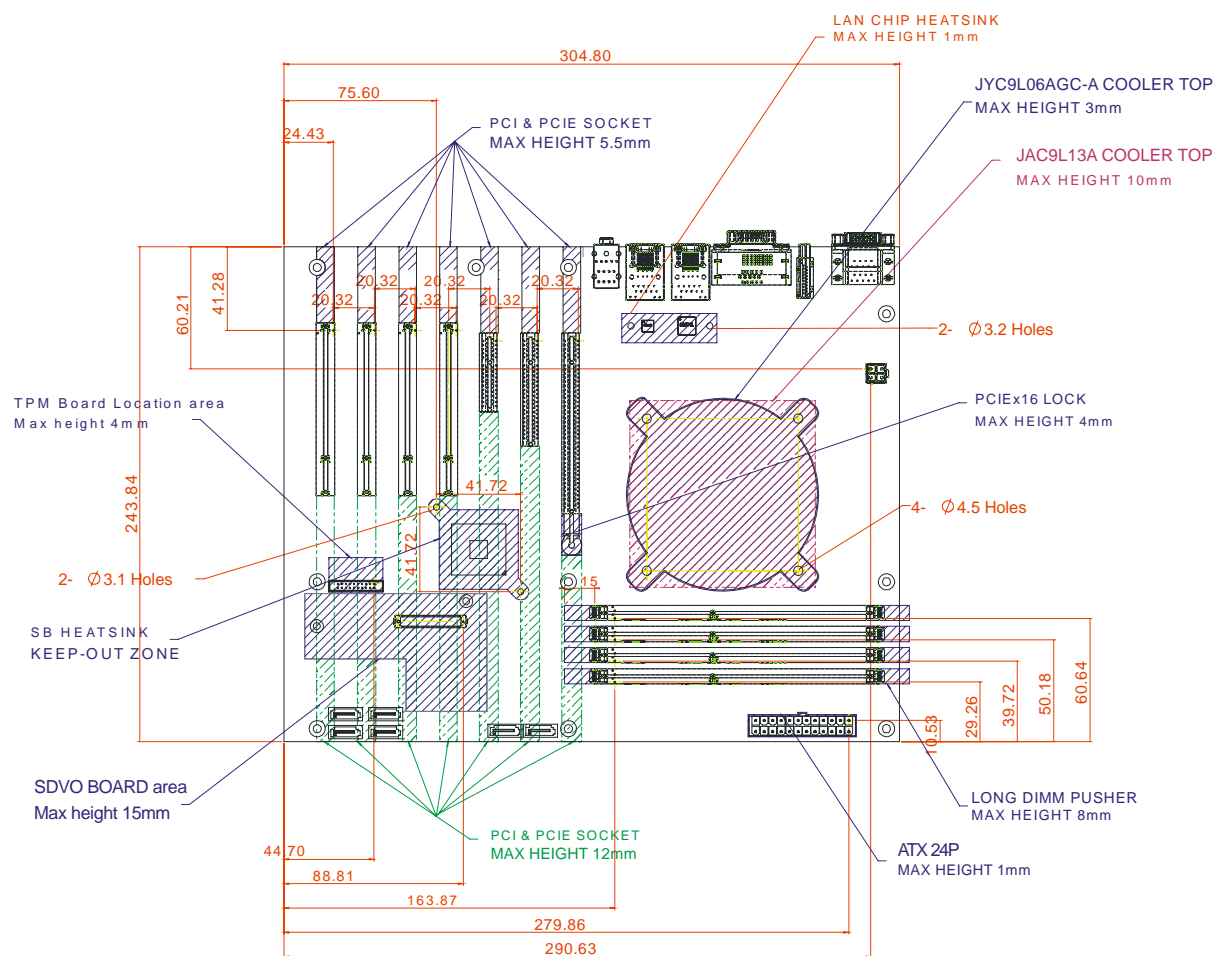 LAN CHIP HEATSINK
MAX HEIGHT 1mm
304.80
JYC9L06AGC-A COOLER TOP
MAX HEIGHT 3mm
75.60
PCI & PCIE SOCKET
MAX HEIGHT 5.5mm
24.43
JAC9L13A COOLER TOP
MAX HEIGHT 10mm
60.21
41.28
20.32
20.32
20.32
20.32
20.32
20.32
2- Ø3.2 Holes
TPM Board Location area
Max height 4mm
PCIEx16 LOCK
MAX HEIGHT 4mm
243.84
41.72
41.72
4- Ø4.5 Holes
2- Ø3.1 Holes
15
SB HEATSINK
KEEP-OUT ZONE
10.53
29.26
39.72
50.18
60.64
SDVO BOARD area
Max height 15mm
LONG DIMM PUSHER
MAX HEIGHT 8mm
PCI & PCIE SOCKET
MAX HEIGHT 12mm
ATX 24P
MAX HEIGHT 1mm
44.70
88.81
163.87
279.86
290.63